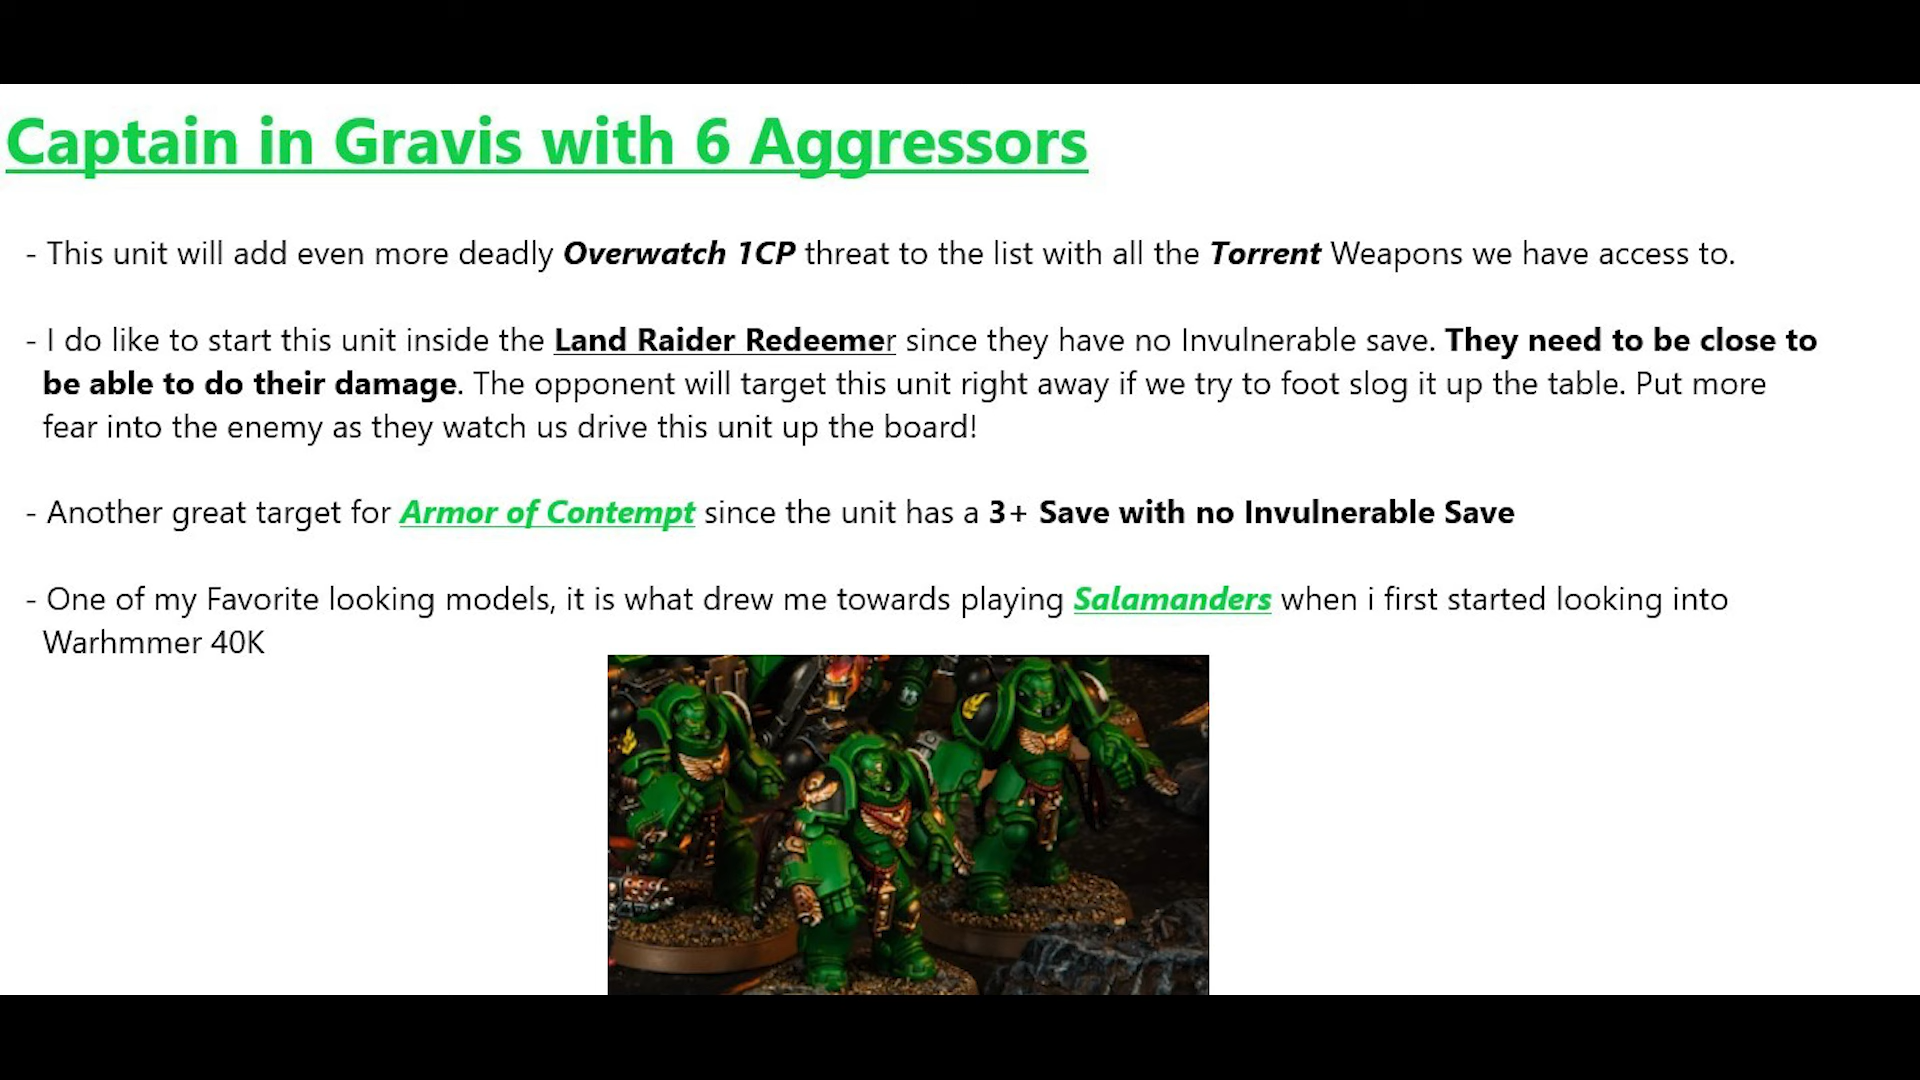 Captain in Gravis with 6 Aggressors
- This unit will add even more deadly Overwatch 1CP threat to the list with all the Torrent Weapons we have access to.
- I do like to start this unit inside the Land Raider Redeemer since they have no Invulnerable save. They need to be close to
be able to do their damage. The opponent will target this unit right away if we try to foot slog it up the table. Put more
fear into the enemy as they watch us drive this unit up the board!
- Another great target for Armor of Contempt since the unit has a 3+ Save with no Invulnerable Save
- One of my Favorite looking models, it is what drew me towards playing Salamanders when i first started looking into
Warhmmer 40K